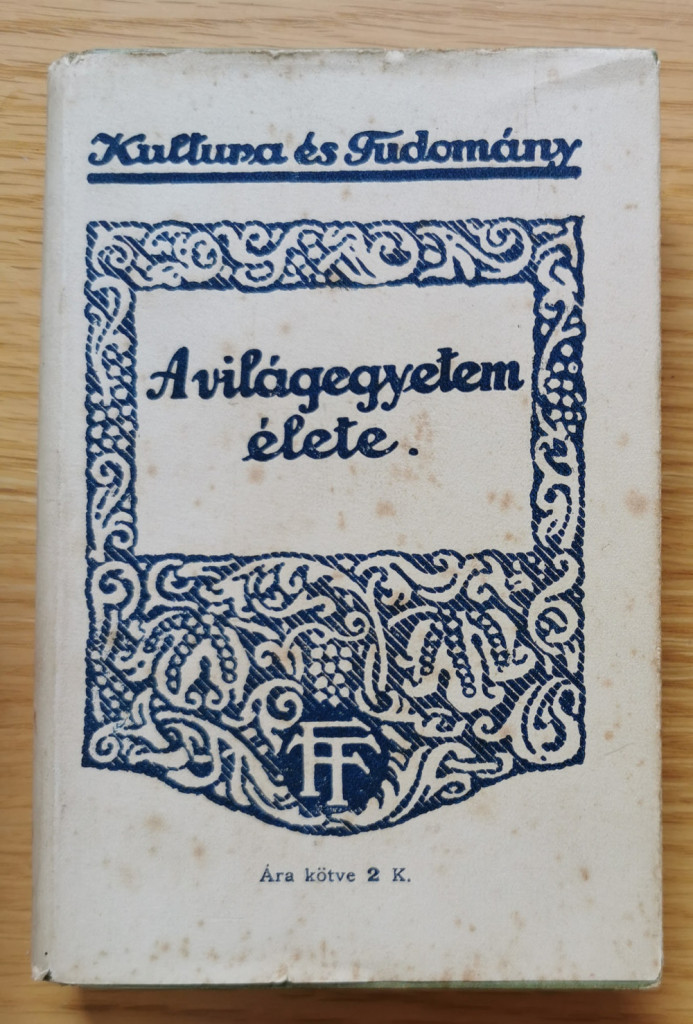 Kultura és Tudomány
A világegyetem
élete.
FT
Ára kötve 2 K.